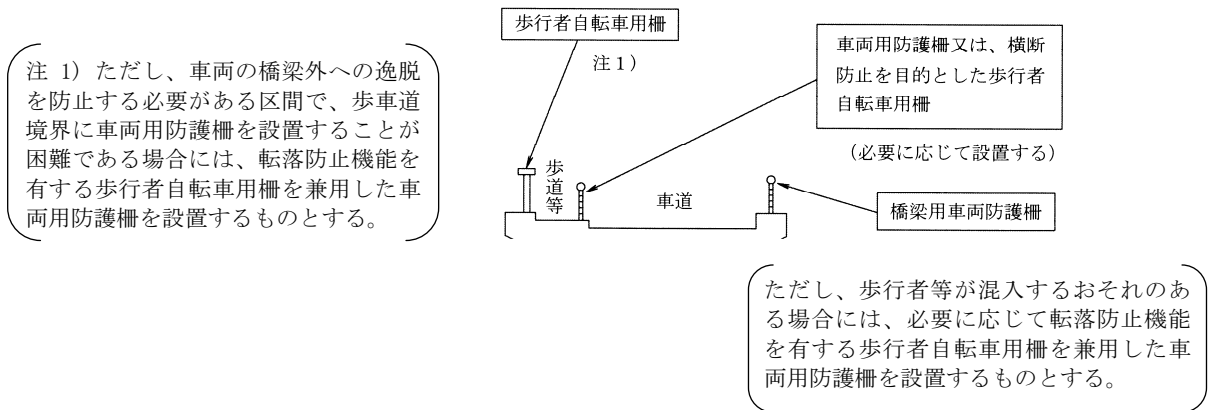 歩行者自転車用柵
注1)
注 1) ただし、車両の橋梁外への逸脱
を防止する必要がある区間で、歩車道
境界に車両用防護柵を設置することが
困難である場合には、転落防止機能を
有する歩行者自転車用柵を兼用した車
両用防護柵を設置するものとする。
車両用防護柵又は、横断
防止を目的とした歩行者
自転車用柵
(必要に応じて設置する)
歩道等
車道
橋梁用車両防護柵
ただし、歩行者等が混入するおそれのあ
る場合には、必要に応じて転落防止機能
を有する歩行者自転車用柵を兼用した車
両用防護柵を設置するものとする。